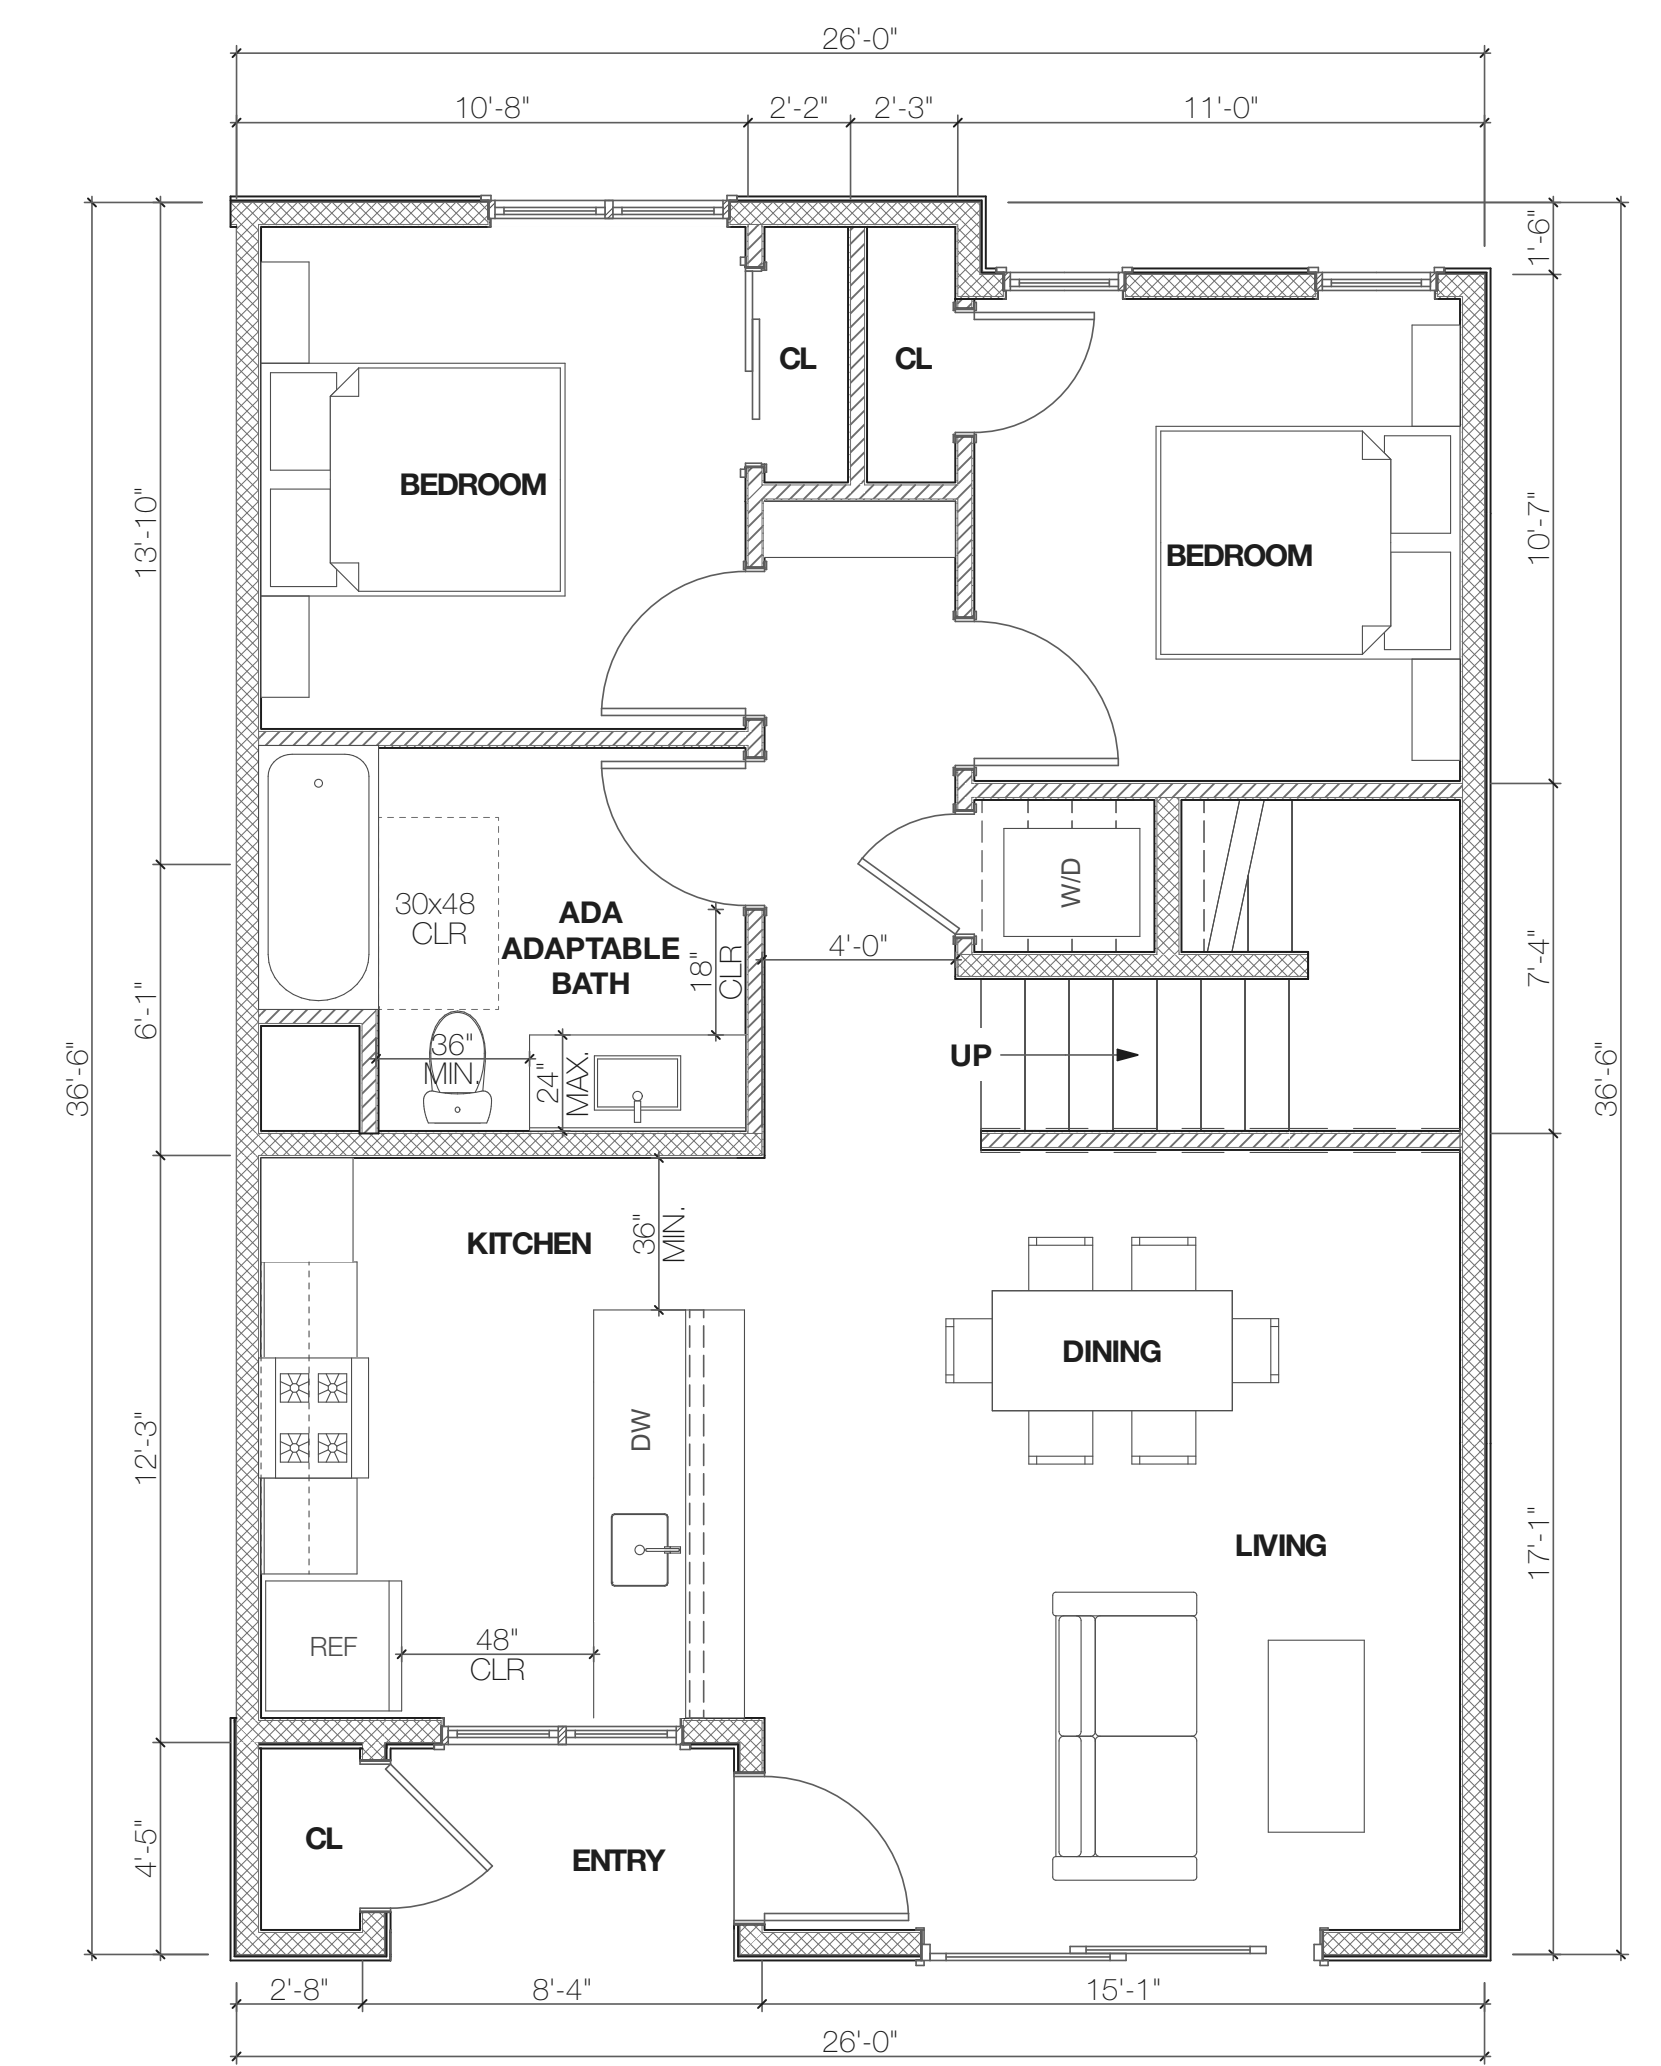 26'-0"
10'-8"
2'-2"
2'-3"
11'-0"
1'-6"
CL
CL
BEDROOM
13'-10"
10'-7"
BEDROOM
W/D
30x48
CLR
ADA
ADAPTABLE
BATH
18"
CLR
4'-0"
7'-4"
6'-1"
36"
MIN.
24"
MAX.
UP
36'-6"
36'-6"
KITCHEN
36"
MIN.
DINING
DW
12'-3"
LIVING
17'-1"
REF
48"
CLR
CL
ENTRY
4'-5"
2'-8"
8'-4"
15'-1"
26'-0"